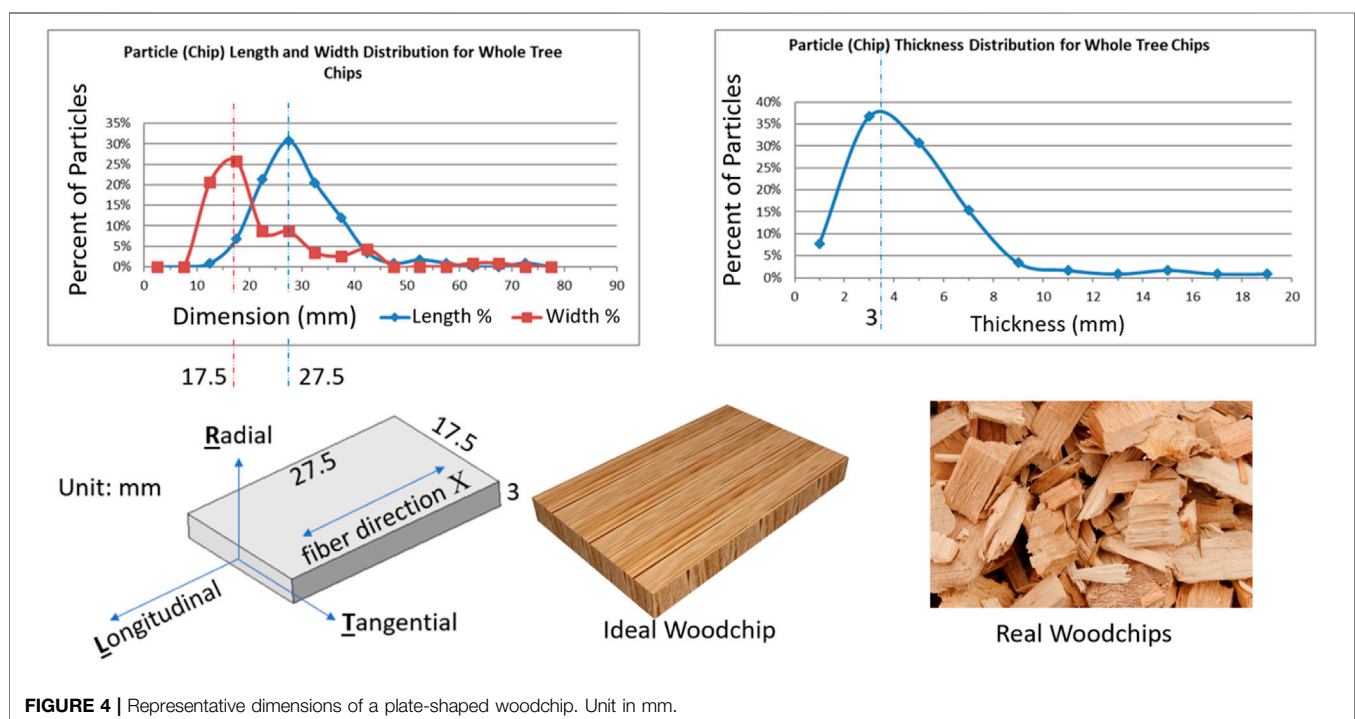 Particle (Chip) Length and Width Distribution for Whole Tree
Chips
Percent of Particles
35%
30%
25%
20%
15%
10%
5%
0%
0 10 20 30 40 50 60 70 80 90
Dimension (mm)
Length %
Width %
17.5
27.5
Particle (Chip) Thickness Distribution for Whole Tree Chips
Percent of Particles
40%
35%
30%
25%
20%
15%
10%
5%
0%
0 2 4 6 8 10 12 14 16 18 20
3
Thickness (mm)
Unit: mm
Radial
27.5
17.5
3
fiber direction X
Longitudinal
Tangential
Ideal Woodchip
Real Woodchips
FIGURE 4 | Representative dimensions of a plate-shaped woodchip. Unit in mm.